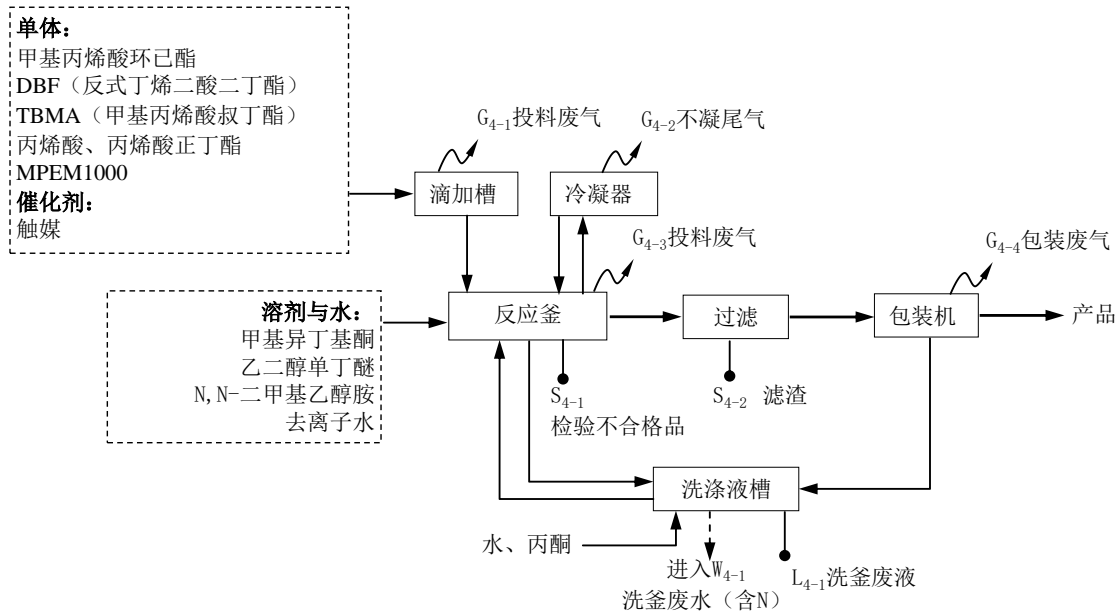 单体：
甲基丙烯酸环已酯
DBF（反式丁烯二酸二丁酯）
TBMA（甲基丙烯酸叔丁酯）
丙烯酸、丙烯酸正丁酯
MPEM1000
催化剂：
触媒
G4-1投料废气
G4-2不凝尾气
滴加槽
冷凝器
G4-3投料废气
G4-4包装废气
溶剂与水：
甲基异丁基酮
乙二醇单丁醚
N,N-二甲基乙醇胺
去离子水
反应釜
过滤
包装机
产品
S4-1
检验不合格品
S4-2 滤渣
洗涤液槽
水、丙酮
进入W4-1
洗釜废水（含N）
L4-1洗釜废液